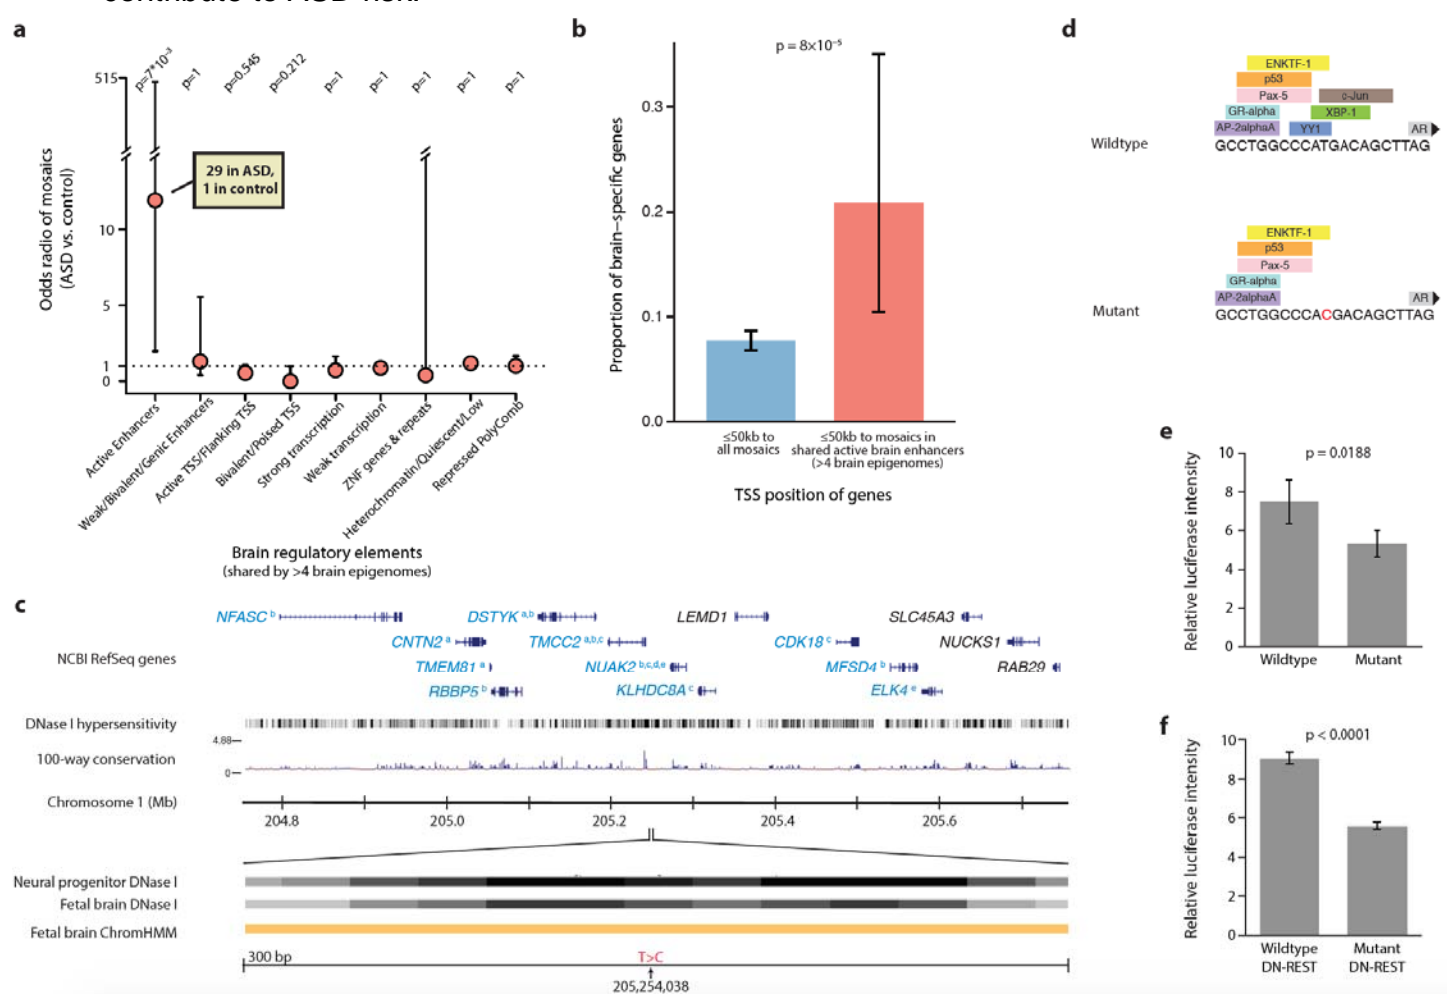 a
p=7*10⁻³
p=1
p=0.545
p=0.212
p=1
p=1
p=1
p=1
p=1
515
10
5
1
0
Odds radio of mosaics
(ASD vs. control)
29 in ASD,
1 in control
Active Enhancers
Weak/Bivalent/Genic Enhancers
Active TSS/Flanking TSS
Bivalent/Poised TSS
Strong transcription
Weak transcription
ZNF genes & repeats
Heterochromatin/Quiescent/Low
Repressed PolyComb
Brain regulatory elements
(shared by >4 brain epigenomes)
b
p = 8×10⁻⁵
Proportion of brain–specific genes
0.3
0.2
0.1
0.0
≤50kb to
all mosaics
≤50kb to mosaics in
shared active brain enhancers
(>4 brain epigenomes)
TSS position of genes
d
ENKTF-1
p53
Pax-5
c-Jun
GR-alpha
XBP-1
AP-2alphaA
YY1
AR
Wildtype
GCCTGGCCCATGACAGCTTAG
ENKTF-1
p53
Pax-5
GR-alpha
AP-2alphaA
AR
Mutant
GCCTGGCCCACGACAGCTTAG
c
NFASC ᵇ
DSTYK ᵃ,ᵇ
LEMD1
SLC45A3
CNTN2 ᵃ
TMCC2 ᵃ,ᵇ,ᶜ
CDK18 ᶜ
NUCKS1
NCBI RefSeq genes
TMEM81 ᵃ
NUAK2 ᵇ,ᶜ,ᵈ,ᵉ
MFSD4 ᵇ
RAB29
RBBP5 ᵇ
KLHDC8A ᶜ
ELK4 ᵉ
DNase I hypersensitivity
4.88
100-way conservation
0
Chromosome 1 (Mb)
204.8
205.0
205.2
205.4
205.6
Neural progenitor DNase I
Fetal brain DNase I
Fetal brain ChromHMM
300 bp
T>C
205,254,038
e
p = 0.0188
Relative luciferase intensity
10
8
6
4
2
0
Wildtype
Mutant
f
p < 0.0001
Relative luciferase intensity
10
8
6
4
2
0
Wildtype
DN-REST
Mutant
DN-REST